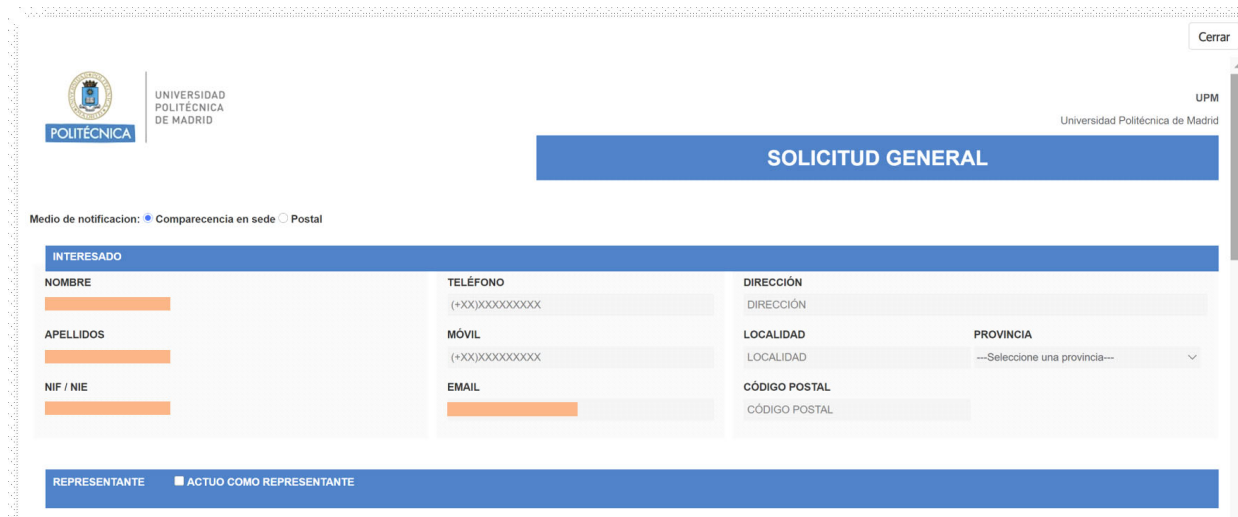 Cerrar
UNIVERSIDAD
POLITÉCNICA
DE MADRID
POLITÉCNICA
UPM
Universidad Politécnica de Madrid
SOLICITUD GENERAL
Medio de notificacion: Comparecencia en sede Postal
INTERESADO
NOMBRE
APELLIDOS
NIF / NIE
TELÉFONO
(+XX)XXXXXXXXX
MÓVIL
(+XX)XXXXXXXXX
EMAIL
DIRECCIÓN
DIRECCIÓN
LOCALIDAD
LOCALIDAD
PROVINCIA
---Seleccione una provincia---
CÓDIGO POSTAL
CÓDIGO POSTAL
REPRESENTANTE ACTUO COMO REPRESENTANTE